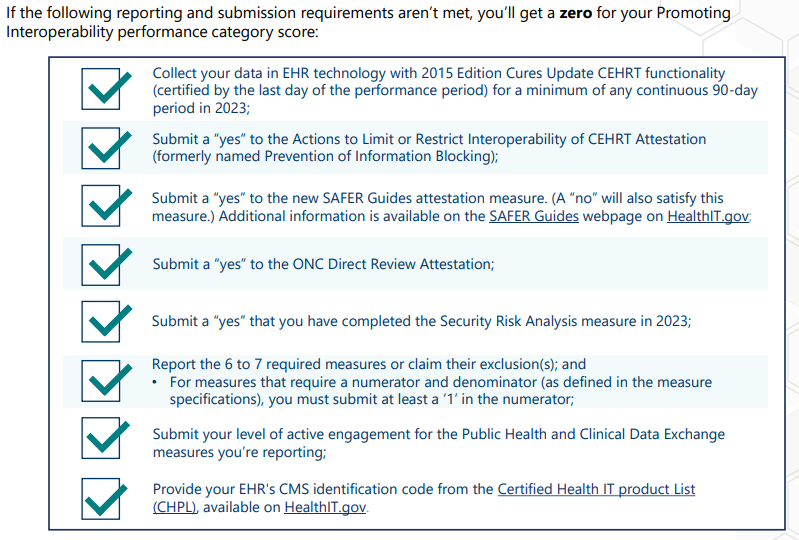 If the following reporting and submission requirements aren’t met, you’ll get a zero for your Promoting
Interoperability performance category score:
Collect your data in EHR technology with 2015 Edition Cures Update CEHRT functionality
(certified by the last day of the performance period) for a minimum of any continuous 90-day
period in 2023;
Submit a “yes” to the Actions to Limit or Restrict Interoperability of CEHRT Attestation
(formerly named Prevention of Information Blocking);
Submit a “yes” to the new SAFER Guides attestation measure. (A “no” will also satisfy this
measure.) Additional information is available on the SAFER Guides webpage on HealthIT.gov;
Submit a “yes” to the ONC Direct Review Attestation;
Submit a “yes” that you have completed the Security Risk Analysis measure in 2023;
Report the 6 to 7 required measures or claim their exclusion(s); and
• For measures that require a numerator and denominator (as defined in the measure
specifications), you must submit at least a ‘1’ in the numerator;
Submit your level of active engagement for the Public Health and Clinical Data Exchange
measures you’re reporting;
Provide your EHR's CMS identification code from the Certified Health IT product List
(CHPL), available on HealthIT.gov.